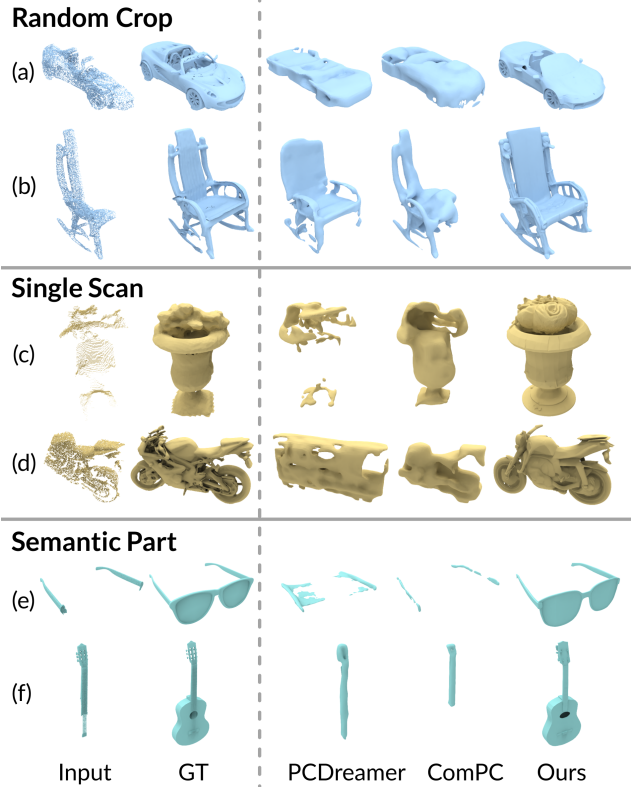 Random Crop
(a)
(b)
Single Scan
(c)
(d)
Semantic Part
(e)
(f)
Input GT PCDreamer ComPC Ours